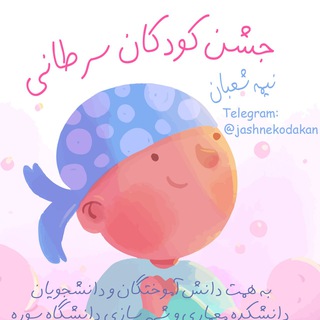 جشن کودکان سرطانی
نیمه شعبان
Telegram:
@jashnekodakan
به همت دانش آموختگان و دانشجویان
دانشکده معماری و شهرسازی دانشگاه سوره